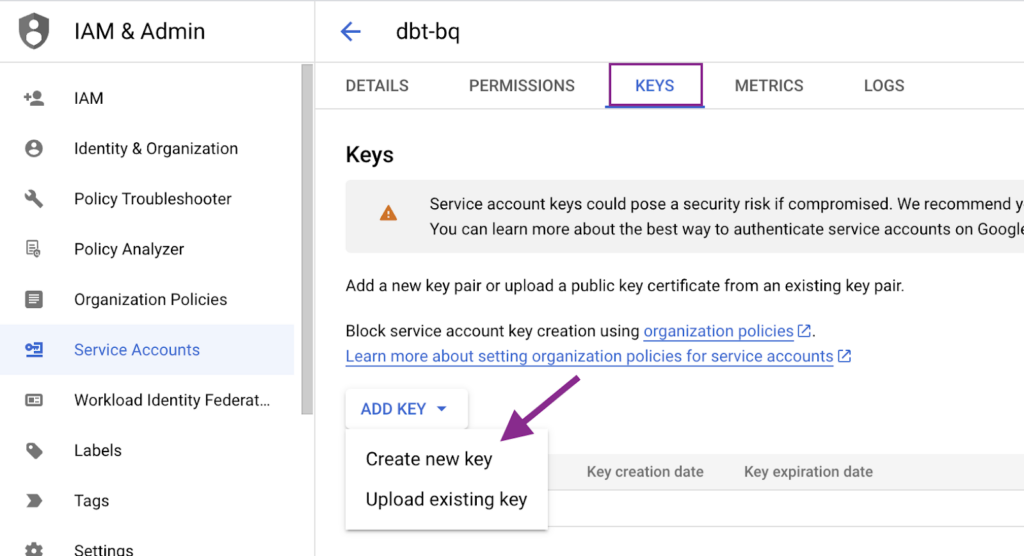 IAM & Admin
dbt-bq
IAM
Identity & Organization
Policy Troubleshooter
Policy Analyzer
Organization Policies
Service Accounts
Workload Identity Federat...
Labels
Tags
Settings
DETAILS PERMISSIONS KEYS METRICS LOGS
Keys
Service account keys could pose a security risk if compromised. We recommend
You can learn more about the best way to authenticate service accounts on Google
Add a new key pair or upload a public key certificate from an existing key pair.
Block service account key creation using organization policies.
Learn more about setting organization policies for service accounts
ADD KEY
Create new key
Upload existing key
Key creation date Key expiration date